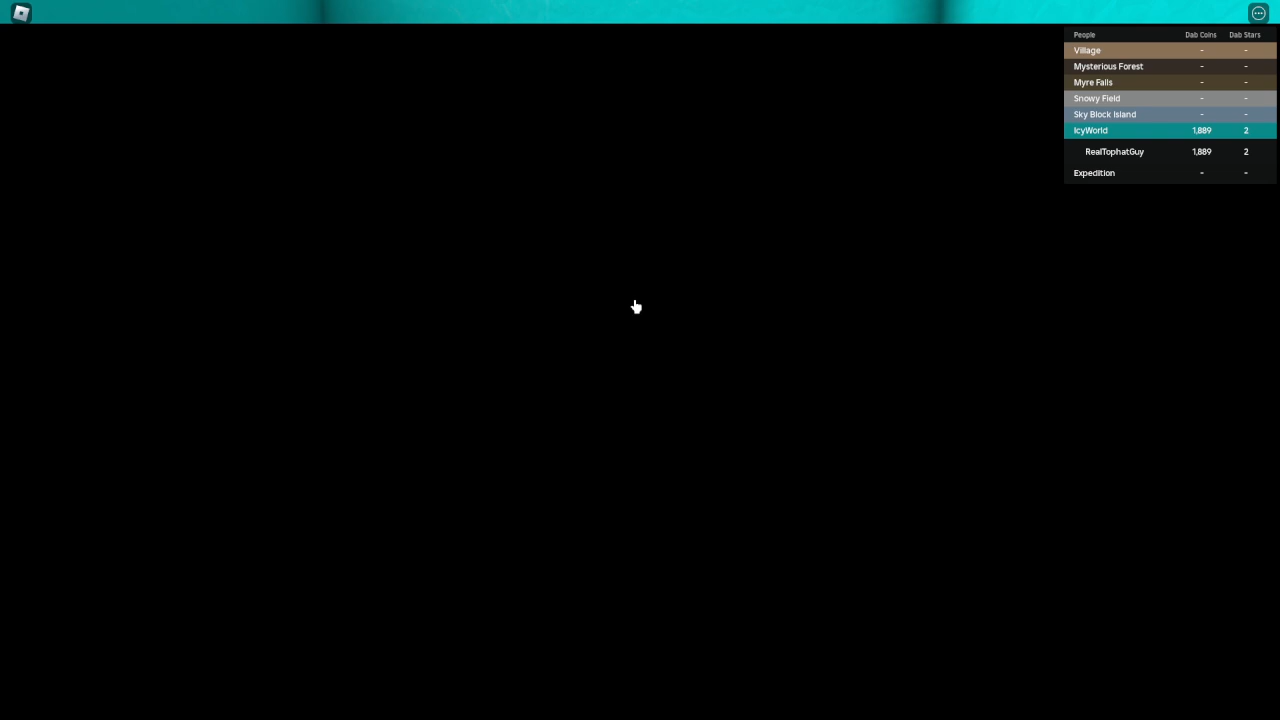 People Dab Coins Dab Stars
Village - -
Mysterious Forest - -
Myre Falls - -
Snowy Field - -
Sky Block Island - -
IcyWorld 1,889 2
RealTophatGuy 1,889 2
Expedition - -